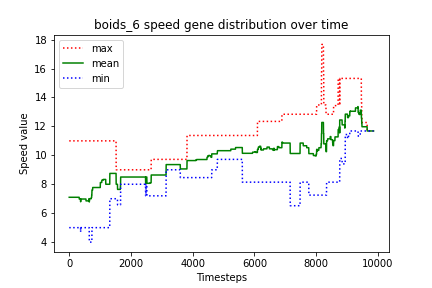 boids_6 speed gene distribution over time
max
mean
min
Speed value
18
16
14
12
10
8
6
4
0
2000
4000
6000
8000
10000
Timesteps